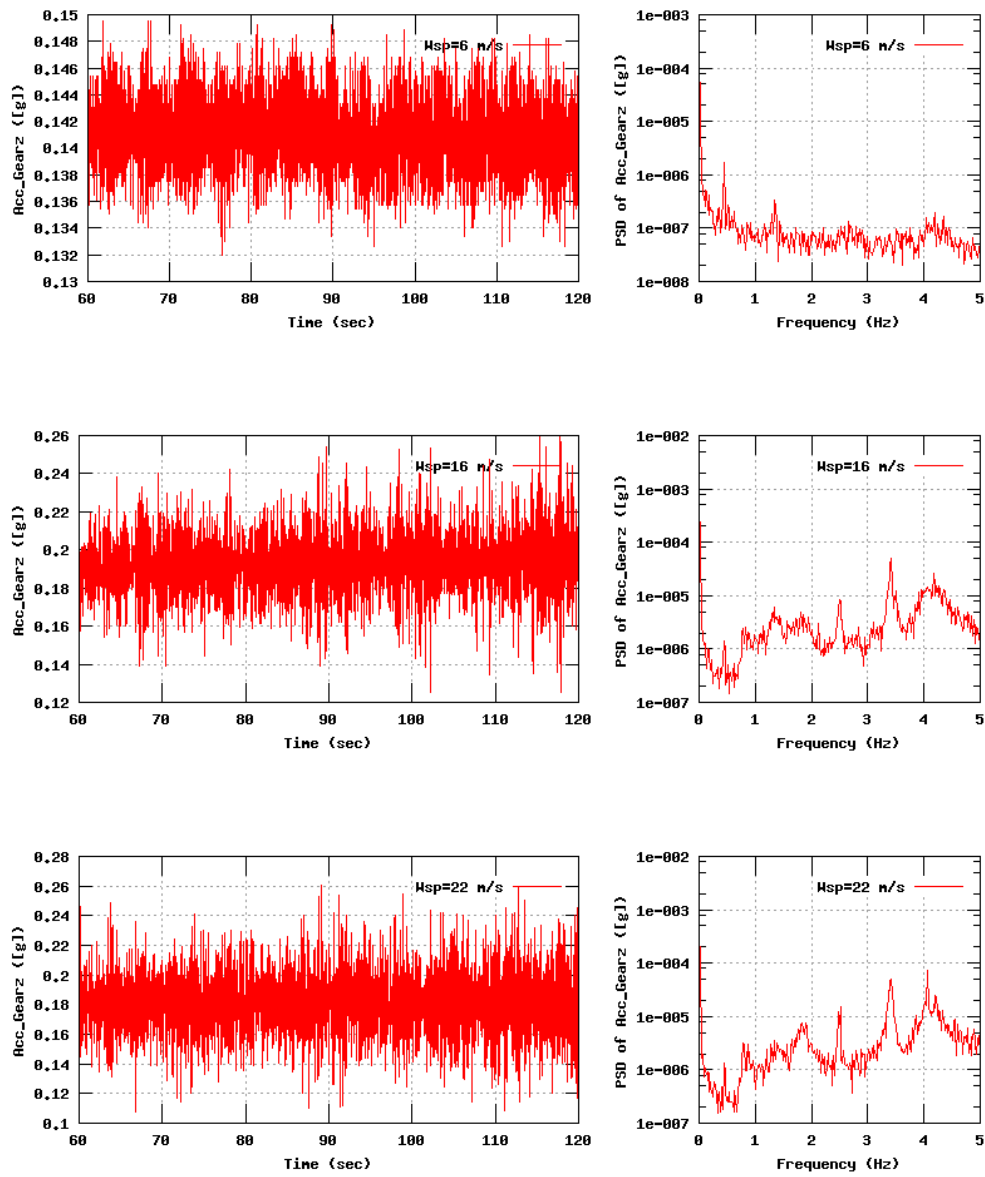 Acc_Gearz ([g])
0.15
0.148
0.146
0.144
0.142
0.14
0.138
0.136
0.134
0.132
0.13
Wsp=6 m/s
60 70 80 90 100 110 120
Time (sec)
PSD of Acc_Gearz ([g])
1e-003
1e-004
1e-005
1e-006
1e-007
1e-008
Wsp=6 m/s
0 1 2 3 4 5
Frequency (Hz)
Acc_Gearz ([g])
0.26
0.24
0.22
0.2
0.18
0.16
0.14
0.12
Wsp=16 m/s
60 70 80 90 100 110 120
Time (sec)
PSD of Acc_Gearz ([g])
1e-002
1e-003
1e-004
1e-005
1e-006
1e-007
Wsp=16 m/s
0 1 2 3 4 5
Frequency (Hz)
Acc_Gearz ([g])
0.28
0.26
0.24
0.22
0.2
0.18
0.16
0.14
0.12
0.1
Wsp=22 m/s
60 70 80 90 100 110 120
Time (sec)
PSD of Acc_Gearz ([g])
1e-002
1e-003
1e-004
1e-005
1e-006
1e-007
Wsp=22 m/s
0 1 2 3 4 5
Frequency (Hz)